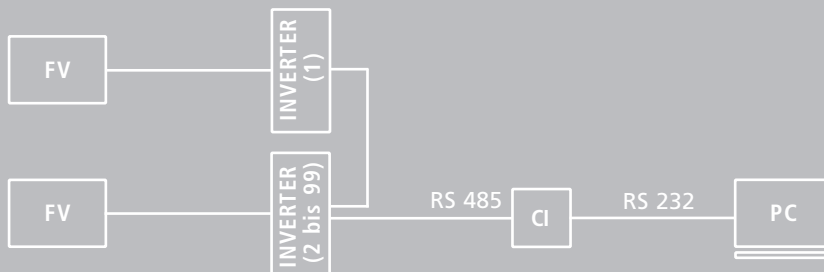 FV
INVERTER
(1)
FV
INVERTER
(2 bis 99)
RS 485
CI
RS 232
PC